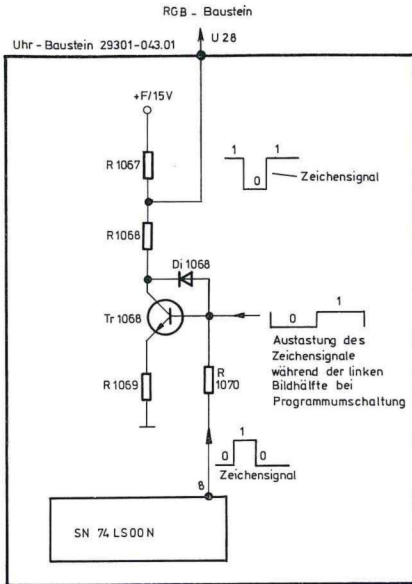 RGB - Baustein
U 28
Uhr - Baustein 29301-043.01
+F/15V
R 1067
1 1
0
Zeichensignal
R 1068
Di 1068
Tr 1068
0 1
Austastung des
Zeichensignale
während der linken
Bildhälfte bei
Programmumschaltung
R 1069
R
1070
1
0 0
Zeichensignal
8
SN 74 LS00 N